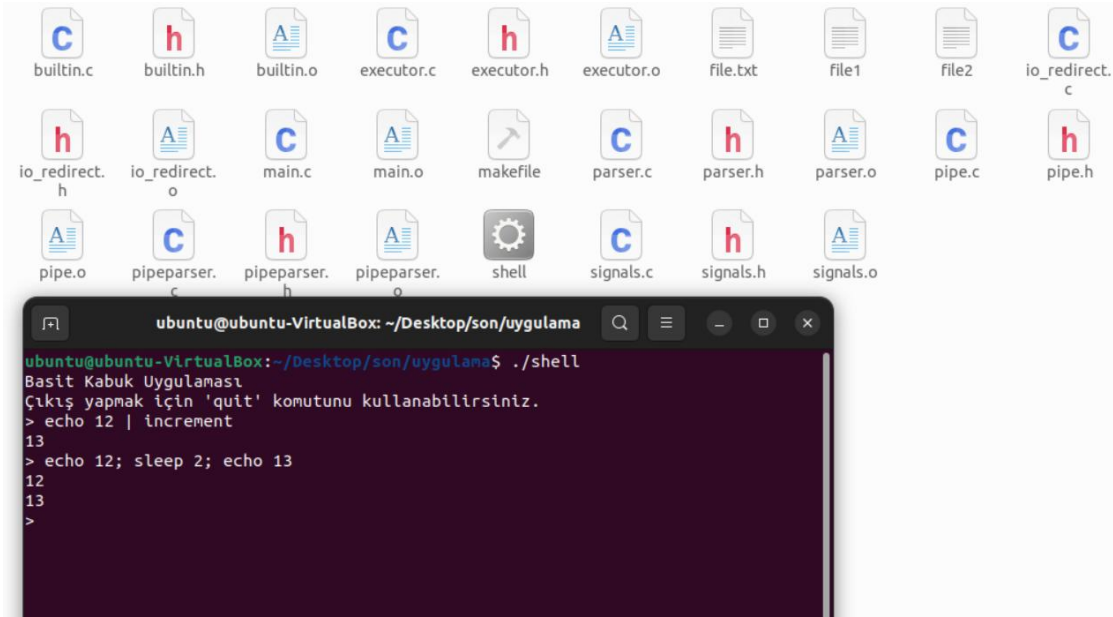 builtin.c
builtin.h
builtin.o
executor.c
executor.h
executor.o
file.txt
file1
file2
io_redirect.
c
io_redirect.
h
io_redirect.
o
main.c
main.o
makefile
parser.c
parser.h
parser.o
pipe.c
pipe.h
pipe.o
pipeparser.
c
pipeparser.
h
pipeparser.
o
shell
signals.c
signals.h
signals.o
ubuntu@ubuntu-VirtualBox: ~/Desktop/son/uygulama
ubuntu@ubuntu-VirtualBox:~/Desktop/son/uygulama$ ./shell
Basit Kabuk Uygulaması
Çıkış yapmak için 'quit' komutunu kullanabilirsiniz.
> echo 12 | increment
13
> echo 12; sleep 2; echo 13
12
13
>